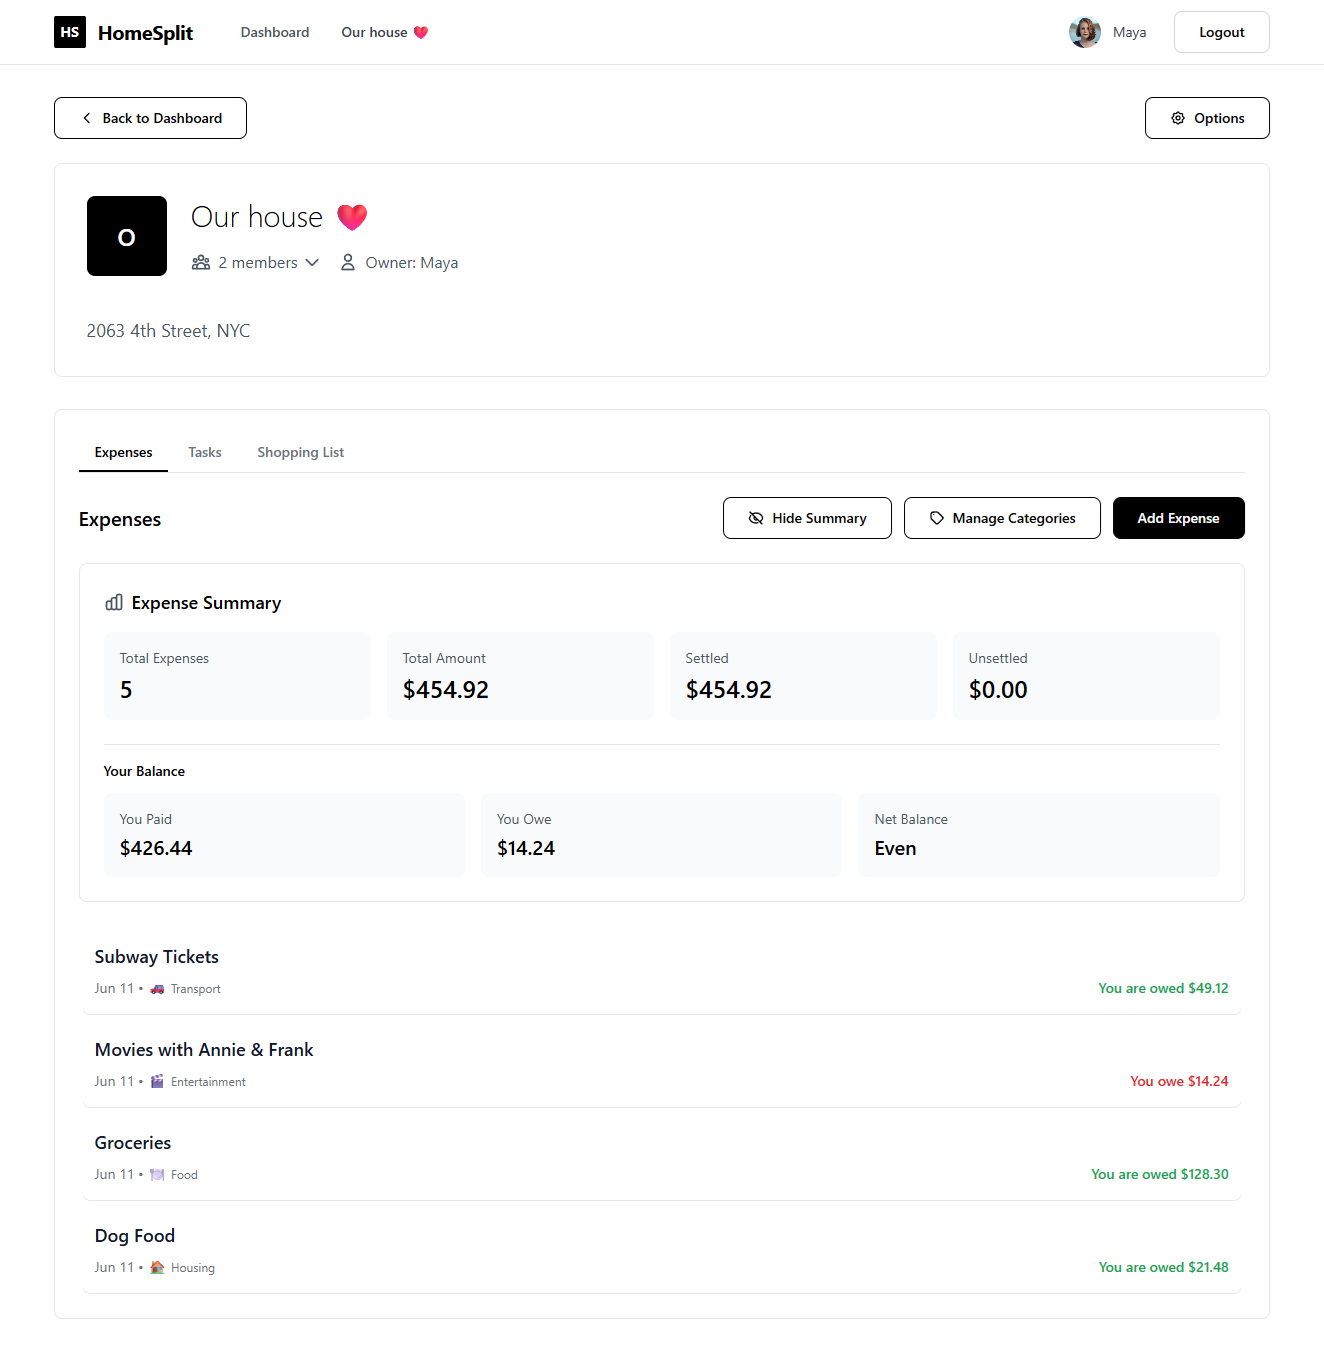 HS HomeSplit Dashboard Our house ❤️ Maya Logout
Back to Dashboard Options
O
Our house ❤️
2 members Owner: Maya
2063 4th Street, NYC
Expenses Tasks Shopping List
Expenses Hide Summary Manage Categories Add Expense
Expense Summary
Total Expenses Total Amount Settled Unsettled
5 $454.92 $454.92 $0.00
Your Balance
You Paid You Owe Net Balance
$426.44 $14.24 Even
Subway Tickets
Jun 11 • 🚗 Transport You are owed $49.12
Movies with Annie & Frank
Jun 11 • 🎬 Entertainment You owe $14.24
Groceries
Jun 11 • 🍽️ Food You are owed $128.30
Dog Food
Jun 11 • 🏠 Housing You are owed $21.48